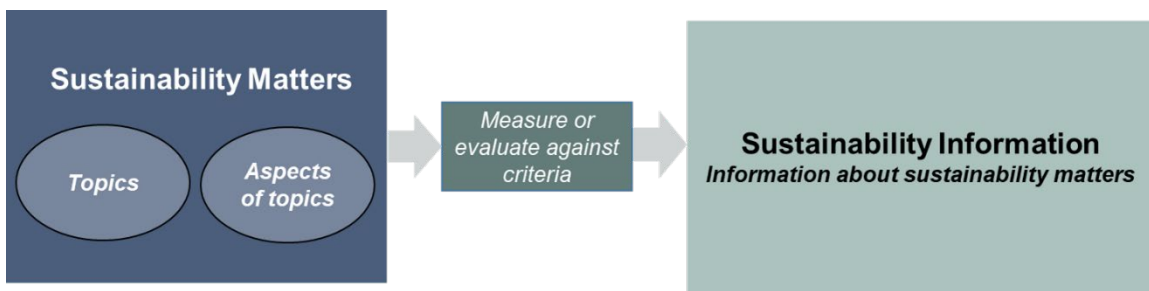 Sustainability Matters
Topics
Aspects
of topics
Measure or
evaluate against
criteria
Sustainability Information
Information about sustainability matters